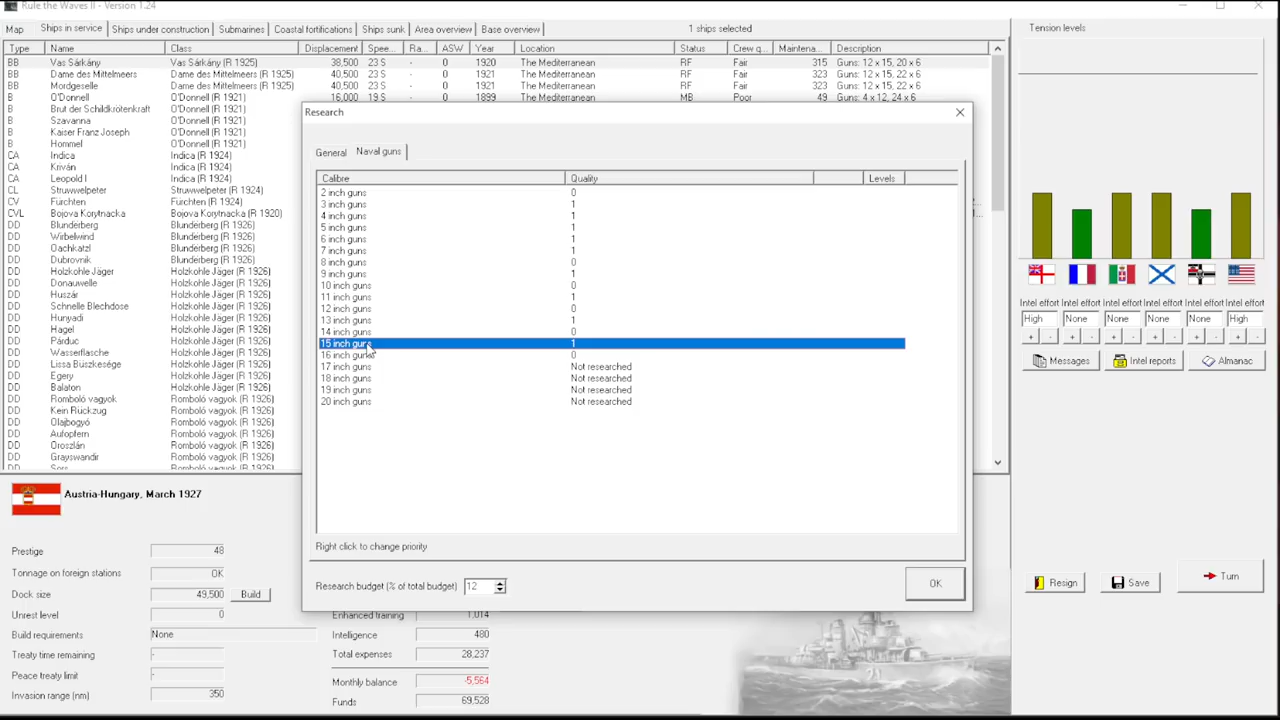 Rule the Waves II - Version 1.24
Map Ships in service Ships under construction Submarines Coastal fortifications Ships sunk Area overview Base overview 1 ships selected
Type Name Class Displacement Spee... Ra... ASW Year Location Status Crew q... Maintena... Description
BB Vas Sárkány Vas Sárkány (R 1925) 38,500 23 S - 0 1920 The Mediterranean RF Fair 315 Guns: 12 x 15, 20 x 6
BB Dame des Mittelmeers Dame des Mittelmeers (R 1925) 40,500 23 S - 0 1921 The Mediterranean RF Fair 323 Guns: 12 x 15, 22 x 6
BB Mordgeselle Dame des Mittelmeers (R 1925) 40,500 23 S - 0 1921 The Mediterranean RF Fair 323 Guns: 12 x 15, 22 x 6
B O'Donnell O'Donnell (R 1921) 16,000 19 S - 0 1899 The Mediterranean MB Poor 49 Guns: 4 x 12, 24 x 6
B Brut der Schildkrötenkraft O'Donnell (R 1921)
B Szavanna O'Donnell (R 1921)
B Kaiser Franz Joseph O'Donnell (R 1921)
B Hommel O'Donnell (R 1921)
CA Indica Indica (R 1924)
CA Kriván Indica (R 1924)
CA Leopold I Indica (R 1924)
CL Struwwelpeter Struwwelpeter (R 1924)
CV Fürchten Fürchten (R 1924)
CVL Bojova Korytnacka Bojova Korytnacka (R 1920)
DD Blunderbuß Blunderbuß (R 1926)
DD Wirbelwind Blunderbuß (R 1926)
DD Oachkatzl Blunderbuß (R 1926)
DD Dubrovnik Blunderbuß (R 1926)
DD Holzkohle Jäger Holzkohle Jäger (R 1926)
DD Donauwelle Holzkohle Jäger (R 1926)
DD Huszár Holzkohle Jäger (R 1926)
DD Schnelle Blechdose Holzkohle Jäger (R 1926)
DD Hunyadi Holzkohle Jäger (R 1926)
DD Hagel Holzkohle Jäger (R 1926)
DD Párduc Holzkohle Jäger (R 1926)
DD Wasserflasche Holzkohle Jäger (R 1926)
DD Lissa Büszkesége Holzkohle Jäger (R 1926)
DD Egery Holzkohle Jäger (R 1926)
DD Balaton Holzkohle Jäger (R 1926)
DD Romboló vagyok Romboló vagyok (R 1926)
DD Kein Rückzug Romboló vagyok (R 1926)
DD Olajbogyó Romboló vagyok (R 1926)
DD Aufopfern Romboló vagyok (R 1926)
DD Oroszlán Romboló vagyok (R 1926)
DD Grayswandir Romboló vagyok (R 1926)
DD Romboló vagyok (R 1926)
Research
General Naval guns
Calibre Quality Levels
2 inch guns 0
3 inch guns 1
4 inch guns 1
5 inch guns 1
6 inch guns 1
7 inch guns 1
8 inch guns 0
9 inch guns 1
10 inch guns 0
11 inch guns 1
12 inch guns 0
13 inch guns 1
14 inch guns 0
15 inch guns 1
16 inch guns 0
17 inch guns Not researched
18 inch guns Not researched
19 inch guns Not researched
20 inch guns Not researched
Right click to change priority
Research budget (% of total budget) 12
OK
Tension levels
Intel effort Intel effort Intel effort Intel effort Intel effort Intel effort
High None None None None High
+ - + - + - + - + - + -
Messages Intel reports Almanac
Resign Save Turn
Austria-Hungary, March 1927
Prestige 48
Tonnage on foreign stations OK
Dock size 49,500 Build
Unrest level 0
Build requirements None
Treaty time remaining -
Peace treaty limit -
Invasion range (nm) 350
Enhanced training 1,014
Intelligence 480
Total expenses 28,237
Monthly balance -5,564
Funds 69,528
71